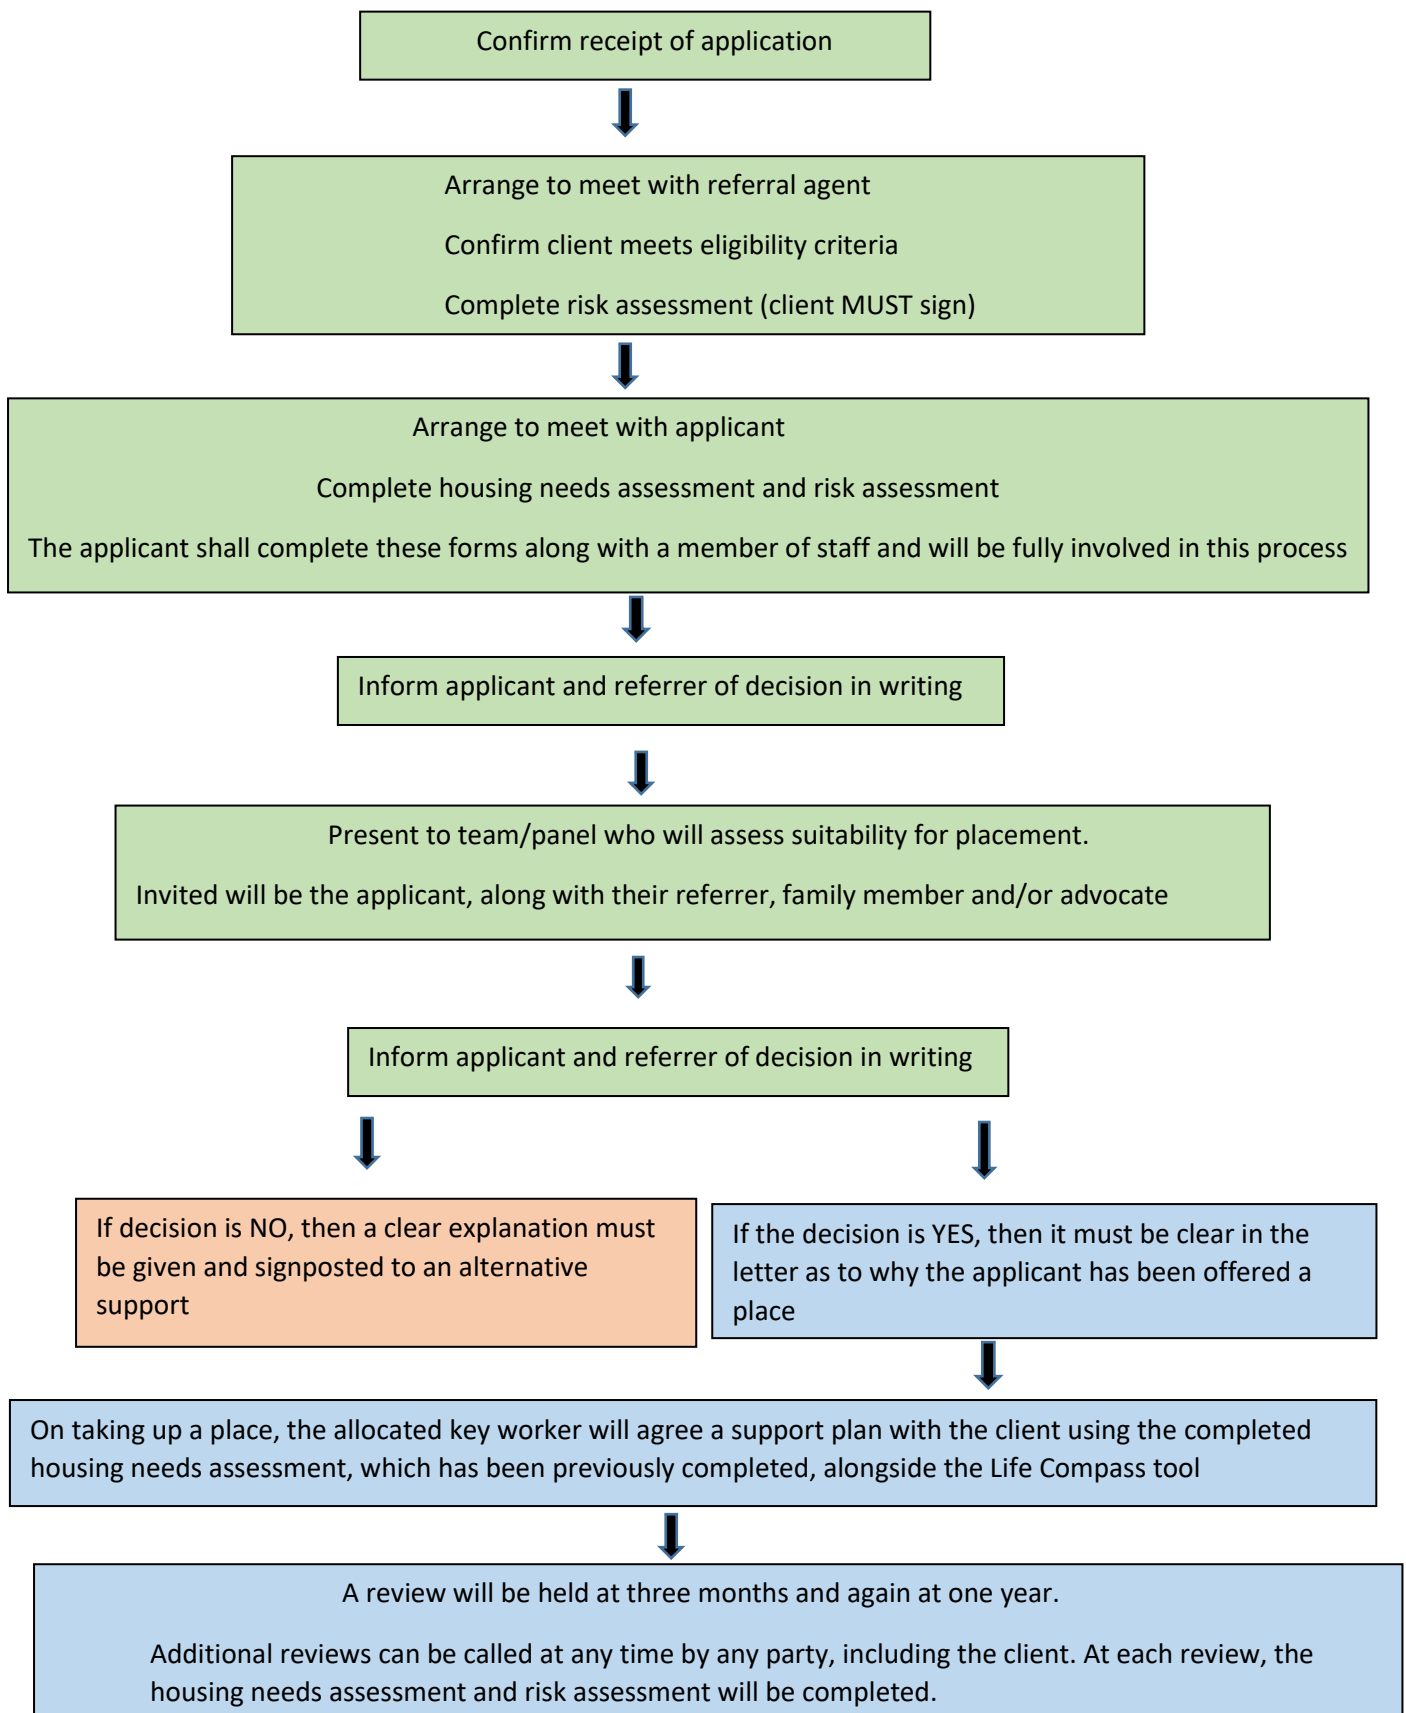 Confirm receipt of application
Arrange to meet with referral agent
Confirm client meets eligibility criteria
Complete risk assessment (client MUST sign)
Arrange to meet with applicant
Complete housing needs assessment and risk assessment
The applicant shall complete these forms along with a member of staff and will be fully involved in this process
Inform applicant and referrer of decision in writing
Present to team/panel who will assess suitability for placement.
Invited will be the applicant, along with their referrer, family member and/or advocate
Inform applicant and referrer of decision in writing
If decision is NO, then a clear explanation must
be given and signposted to an alternative
support
If the decision is YES, then it must be clear in the
letter as to why the applicant has been offered a
place
On taking up a place, the allocated key worker will agree a support plan with the client using the completed
housing needs assessment, which has been previously completed, alongside the Life Compass tool
A review will be held at three months and again at one year.
Additional reviews can be called at any time by any party, including the client. At each review, the
housing needs assessment and risk assessment will be completed.